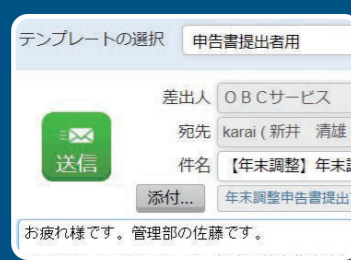 テンプレートの選択 申告書提出者用
差出人 OBCサービス
宛先 karai ( 新井 清雄
送信
件名 【年末調整】年末
添付... 年末調整申告書提出
お疲れ様です。管理部の佐藤です。